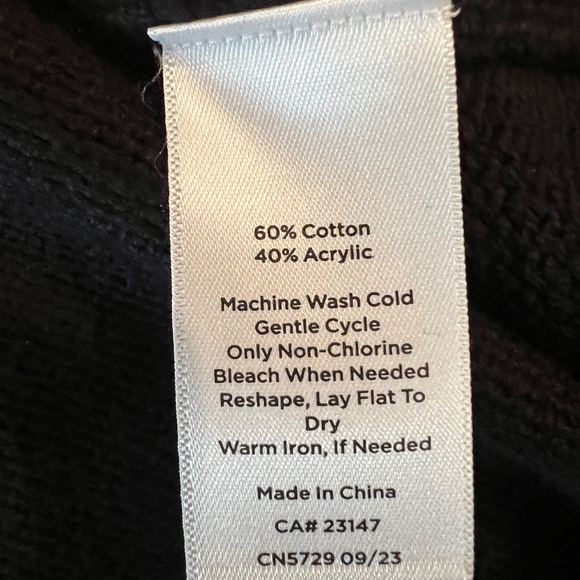 60% Cotton
40% Acrylic
Machine Wash Cold
Gentle Cycle
Only Non-Chlorine
Bleach When Needed
Reshape, Lay Flat To
Dry
Warm Iron, If Needed
Made In China
CA# 23147
CN5729 09/23